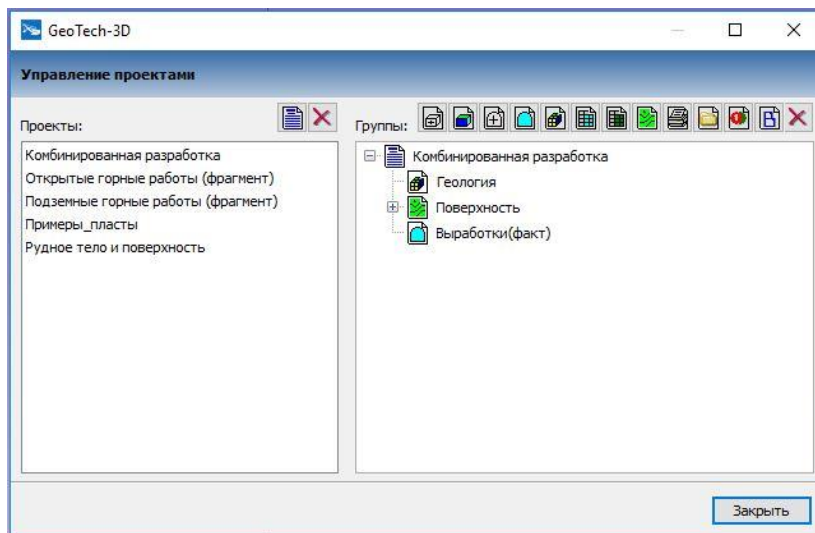 GeoTech-3D
Управление проектами
Проекты:
Группы:
Комбинированная разработка
Открытые горные работы (фрагмент)
Подземные горные работы (фрагмент)
Примеры_пласты
Рудное тело и поверхность
Комбинированная разработка
Геология
Поверхность
Выработки(факт)
Закрыть